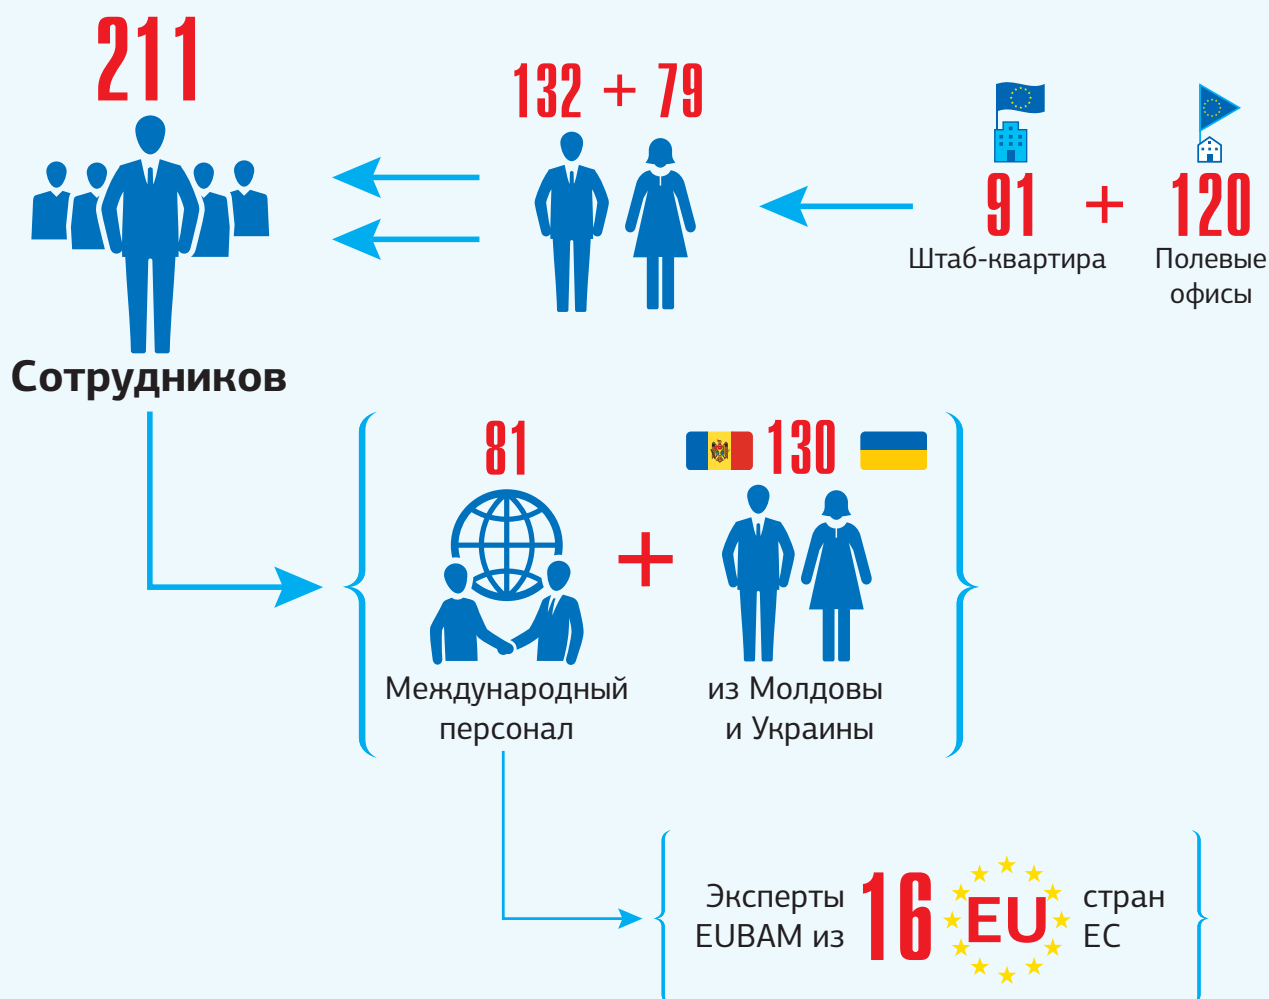 211
132 + 79
91 + 120
Штаб-квартира
Полевые
офисы
Сотрудников
81
130
+
Международный
персонал
из Молдовы
и Украины
Эксперты
EUBAM из
16
EU
стран
ЕС